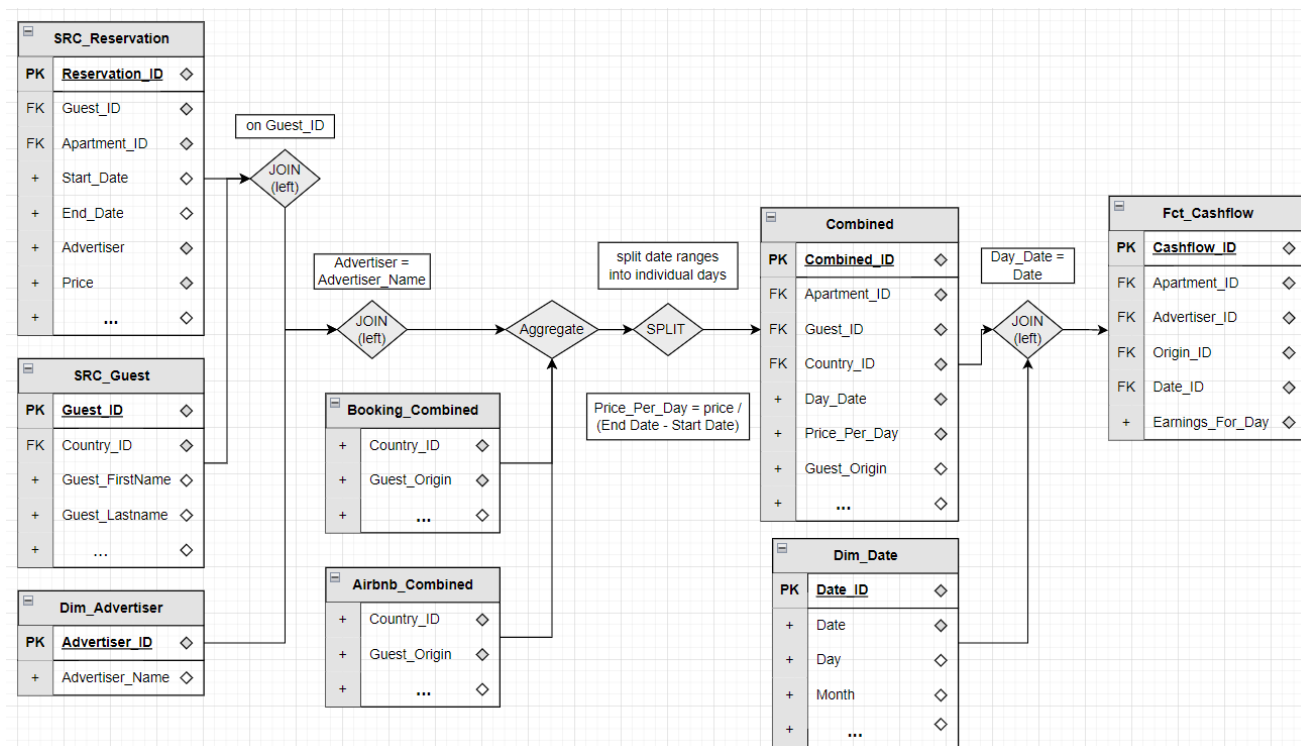 SRC_Reservation
PK Reservation_ID
FK Guest_ID
FK Apartment_ID
+ Start_Date
+ End_Date
+ Advertiser
+ Price
+ ...
SRC_Guest
PK Guest_ID
FK Country_ID
+ Guest_FirstName
+ Guest_Lastname
+ ...
Dim_Advertiser
PK Advertiser_ID
+ Advertiser_Name
on Guest_ID
JOIN
(left)
Advertiser =
Advertiser_Name
JOIN
(left)
Booking_Combined
+ Country_ID
+ Guest_Origin
+ ...
Airbnb_Combined
+ Country_ID
+ Guest_Origin
+ ...
Aggregate
split date ranges
into individual days
SPLIT
Price_Per_Day = price /
(End Date - Start Date)
Combined
PK Combined_ID
FK Apartment_ID
FK Guest_ID
FK Country_ID
+ Day_Date
+ Price_Per_Day
+ Guest_Origin
+ ...
Dim_Date
PK Date_ID
+ Date
+ Day
+ Month
+ ...
Day_Date =
Date
JOIN
(left)
Fct_Cashflow
PK Cashflow_ID
FK Apartment_ID
FK Advertiser_ID
FK Origin_ID
FK Date_ID
+ Earnings_For_Day